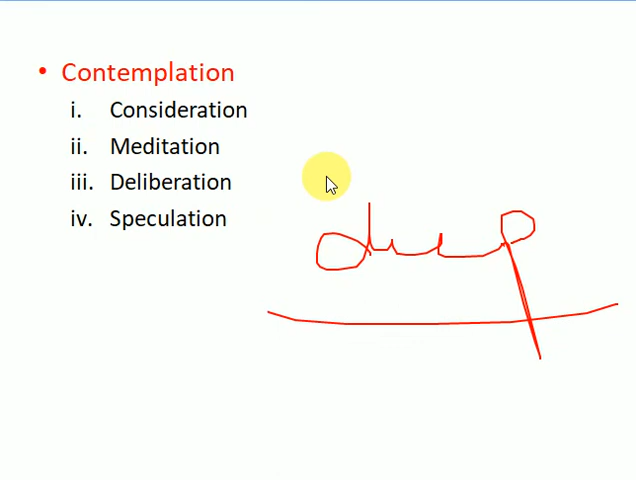 • Contemplation
i. Consideration
ii. Meditation
iii. Deliberation
iv. Speculation